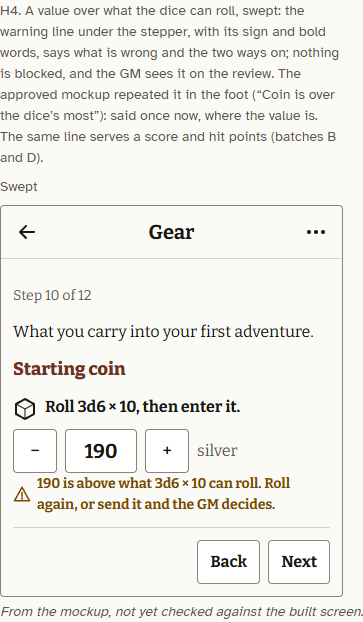 H4. A value over what the dice can roll, swept: the
warning line under the stepper, with its sign and bold
words, says what is wrong and the two ways on; nothing
is blocked, and the GM sees it on the review. The
approved mockup repeated it in the foot (“Coin is over
the dice’s most”): said once now, where the value is.
The same line serves a score and hit points (batches B
and D).
Swept
Gear
Step 10 of 12
What you carry into your first adventure.
Starting coin
Roll 3d6 × 10, then enter it.
− 190 + silver
190 is above what 3d6 × 10 can roll. Roll
again, or send it and the GM decides.
Back Next
From the mockup, not yet checked against the built screen.